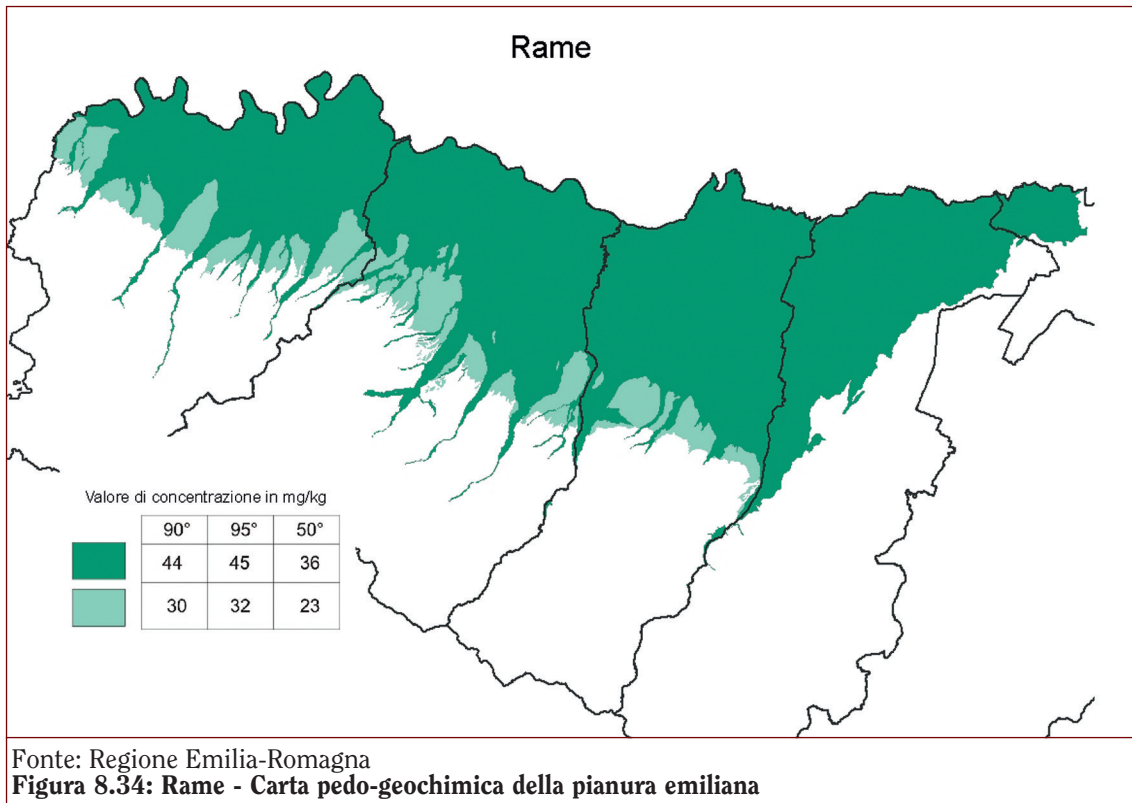 Rame
Valore di concentrazione in mg/kg
90° 95° 50°
44 45 36
30 32 23
Fonte: Regione Emilia-Romagna
Figura 8.34: Rame - Carta pedo-geochimica della pianura emiliana